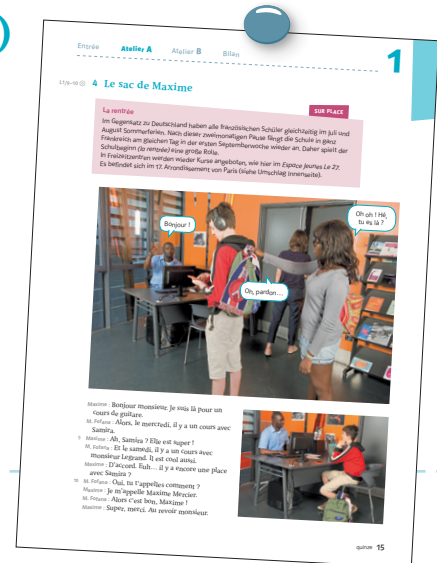 Entrée Atelier A Atelier B Bilan
1
4 Le sac de Maxime
SUR PLACE
La rentrée
Im Gegensatz zu Deutschland haben alle französischen Schüler gleichzeitig im Juli und
August Sommerferien. Nach dieser zweimonatigen Pause fängt die Schule in ganz
Frankreich am gleichen Tag in der ersten Septemberwoche wieder an. Daher spielt der
Schulbeginn (la rentrée) eine große Rolle.
In Freizeitzentren werden wieder Kurse angeboten, wie hier im Espace Jeunes Le 27.
Es befindet sich im 17. Arrondissement von Paris (siehe Umschlag Innenseite).
Bonjour !
Oh oh ! Hé,
tu es là ?
Oh, pardon...
Maxime : Bonjour monsieur. Je suis là pour un
cours de guitare.
M. Fofana : Alors, le mercredi, il y a un cours avec
Samira.
5 Maxime : Ah, Samira ? Elle est super !
M. Fofana : Et le samedi, il y a un cours avec
monsieur Legrand. Il est cool aussi.
Maxime : D'accord. Euh... il y a encore une place
avec Samira ?
10 M. Fofana : Oui, tu t'appelles comment ?
Maxime : Je m'appelle Maxime Mercier.
M. Fofana : Alors c'est bon, Maxime !
Maxime : Super, merci. Au revoir monsieur.
quinze 15